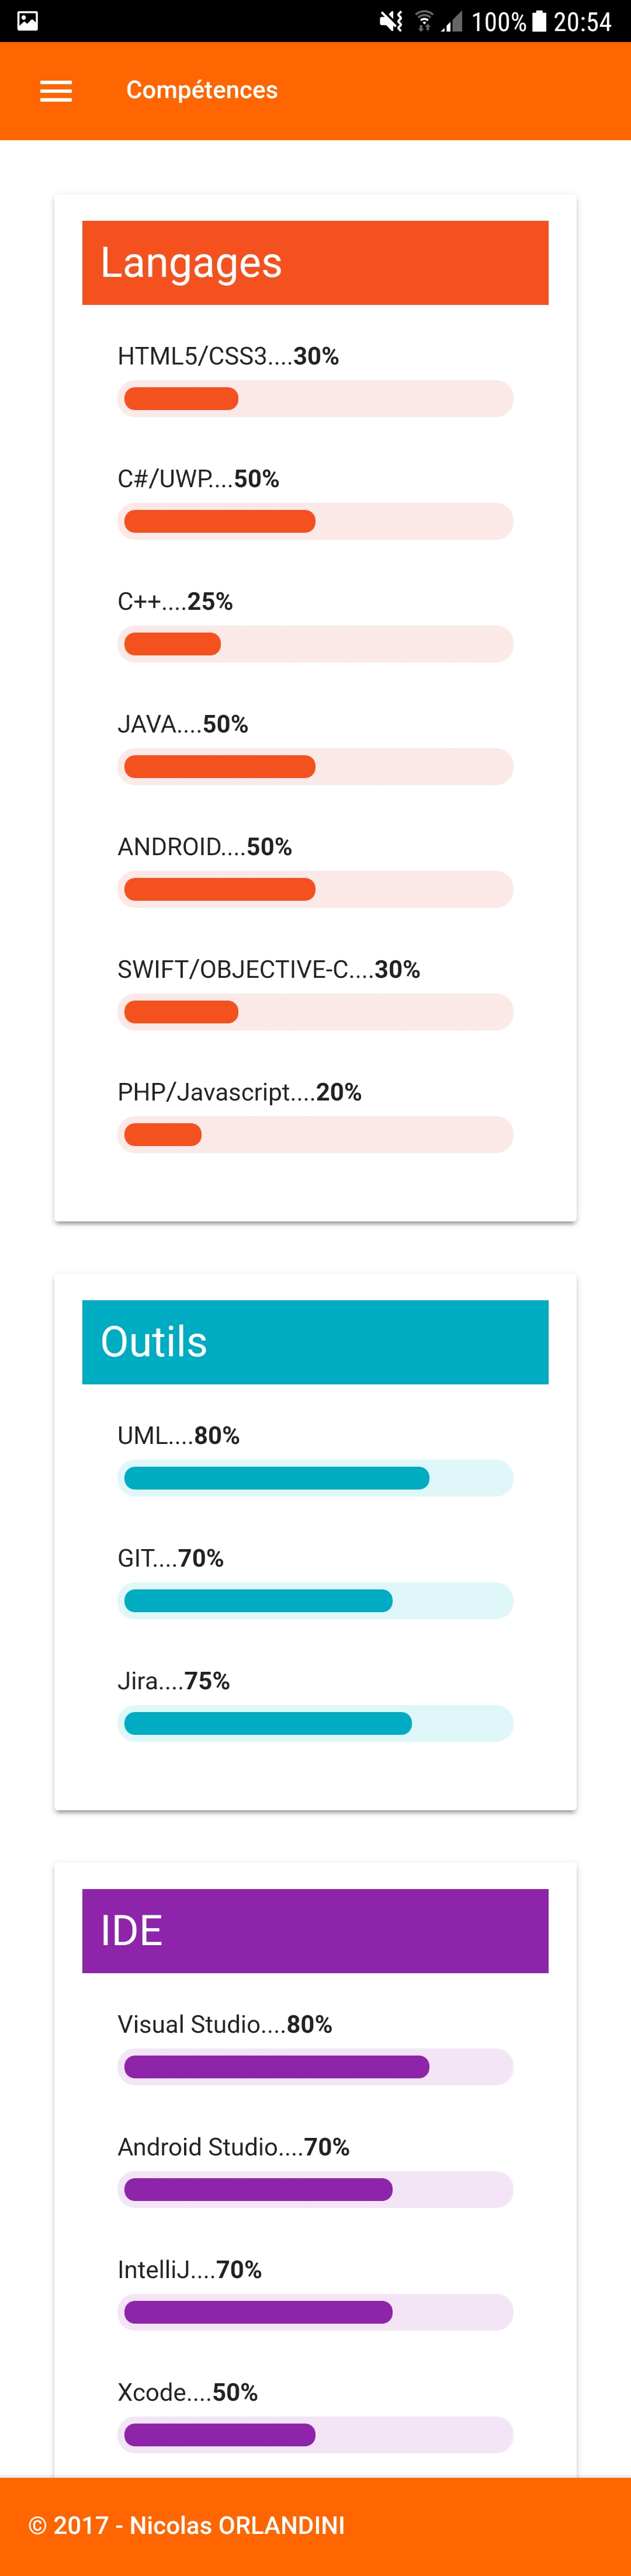 100% 20:54
Compétences
Langages
HTML5/CSS3....30%
C#/UWP....50%
C++....25%
JAVA....50%
ANDROID....50%
SWIFT/OBJECTIVE-C....30%
PHP/Javascript....20%
Outils
UML....80%
GIT....70%
Jira....75%
IDE
Visual Studio....80%
Android Studio....70%
IntelliJ....70%
Xcode....50%
© 2017 - Nicolas ORLANDINI